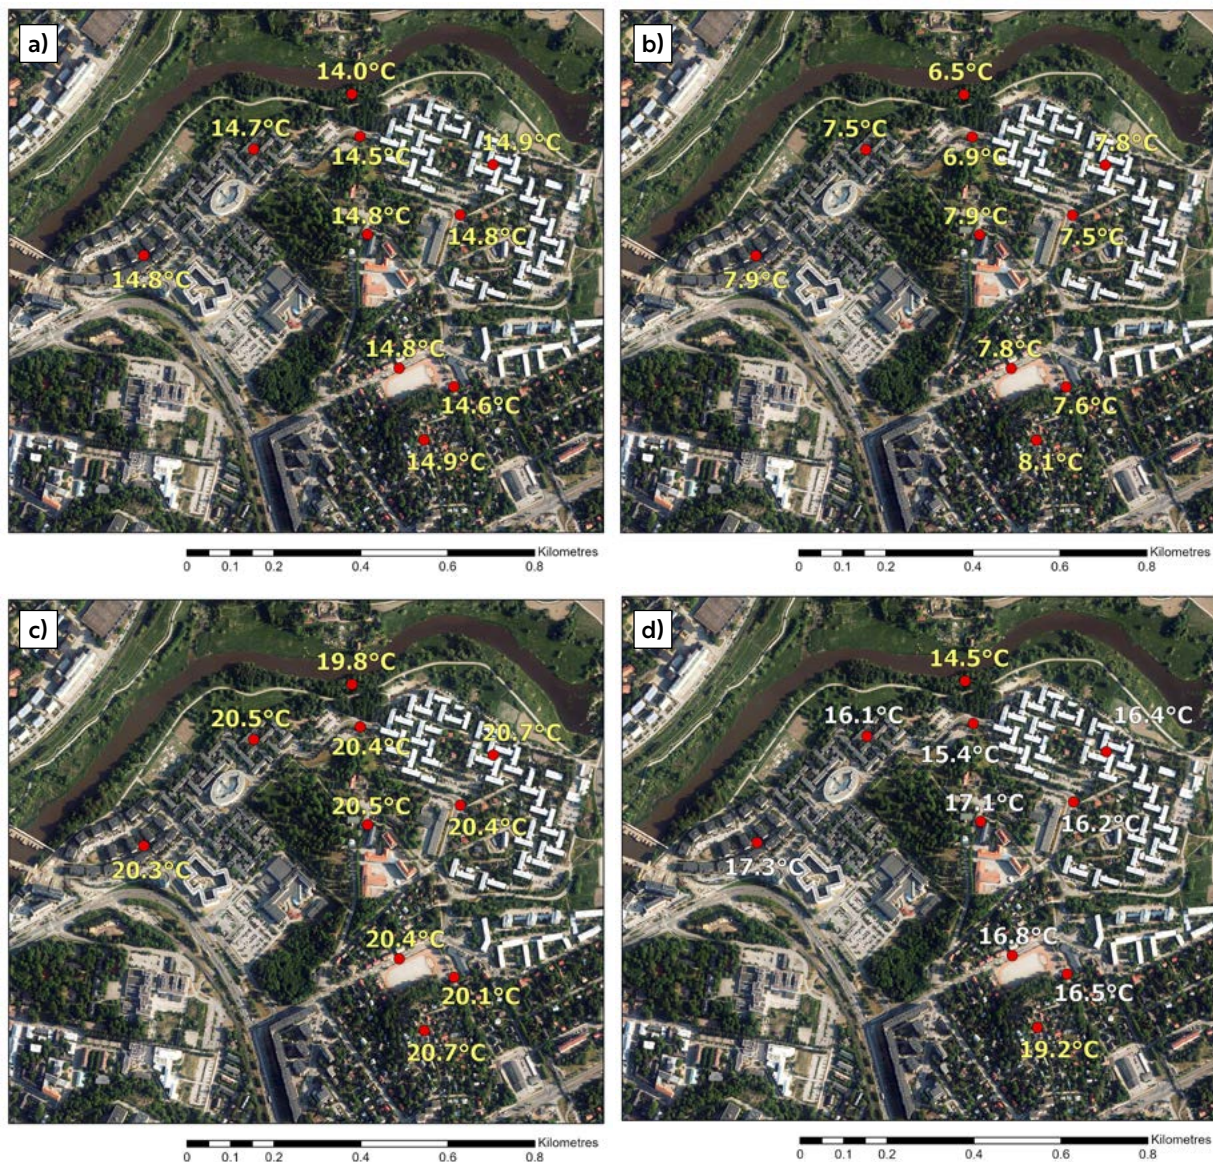 a)
14.0°C
14.7°C
14.5°C
14.9°C
14.8°C
14.8°C
14.8°C
14.8°C
14.6°C
14.9°C
Kilometres
0 0.1 0.2 0.4 0.6 0.8
b)
6.5°C
7.5°C
6.9°C
7.8°C
7.9°C
7.5°C
7.9°C
7.8°C
7.6°C
8.1°C
Kilometres
0 0.1 0.2 0.4 0.6 0.8
c)
19.8°C
20.5°C
20.4°C
20.7°C
20.5°C
20.4°C
20.3°C
20.4°C
20.1°C
20.7°C
Kilometres
0 0.1 0.2 0.4 0.6 0.8
d)
14.5°C
16.1°C
16.4°C
15.4°C
17.1°C
16.2°C
17.3°C
16.8°C
16.5°C
19.2°C
Kilometres
0 0.1 0.2 0.4 0.6 0.8